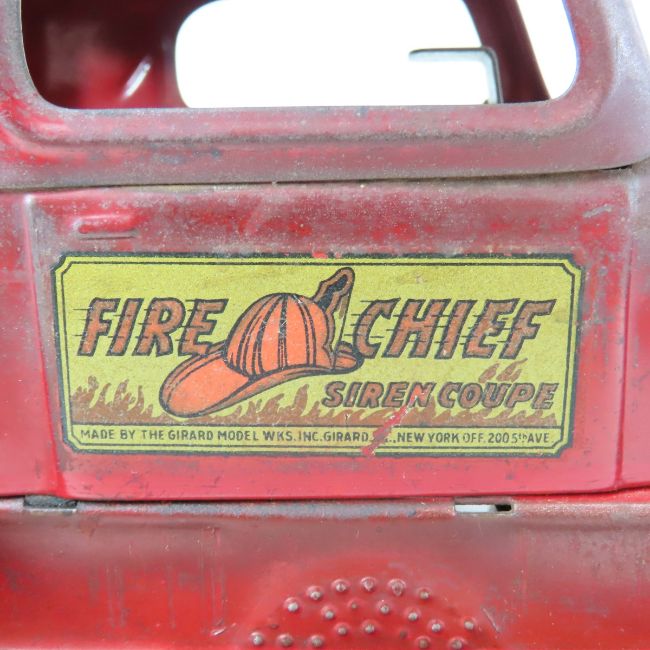 FIRE CHIEF
SIREN COUPE
MADE BY THE GIRARD MODEL WKS. INC. GIRARD, NEW YORK OFF. 200 5TH AVE.